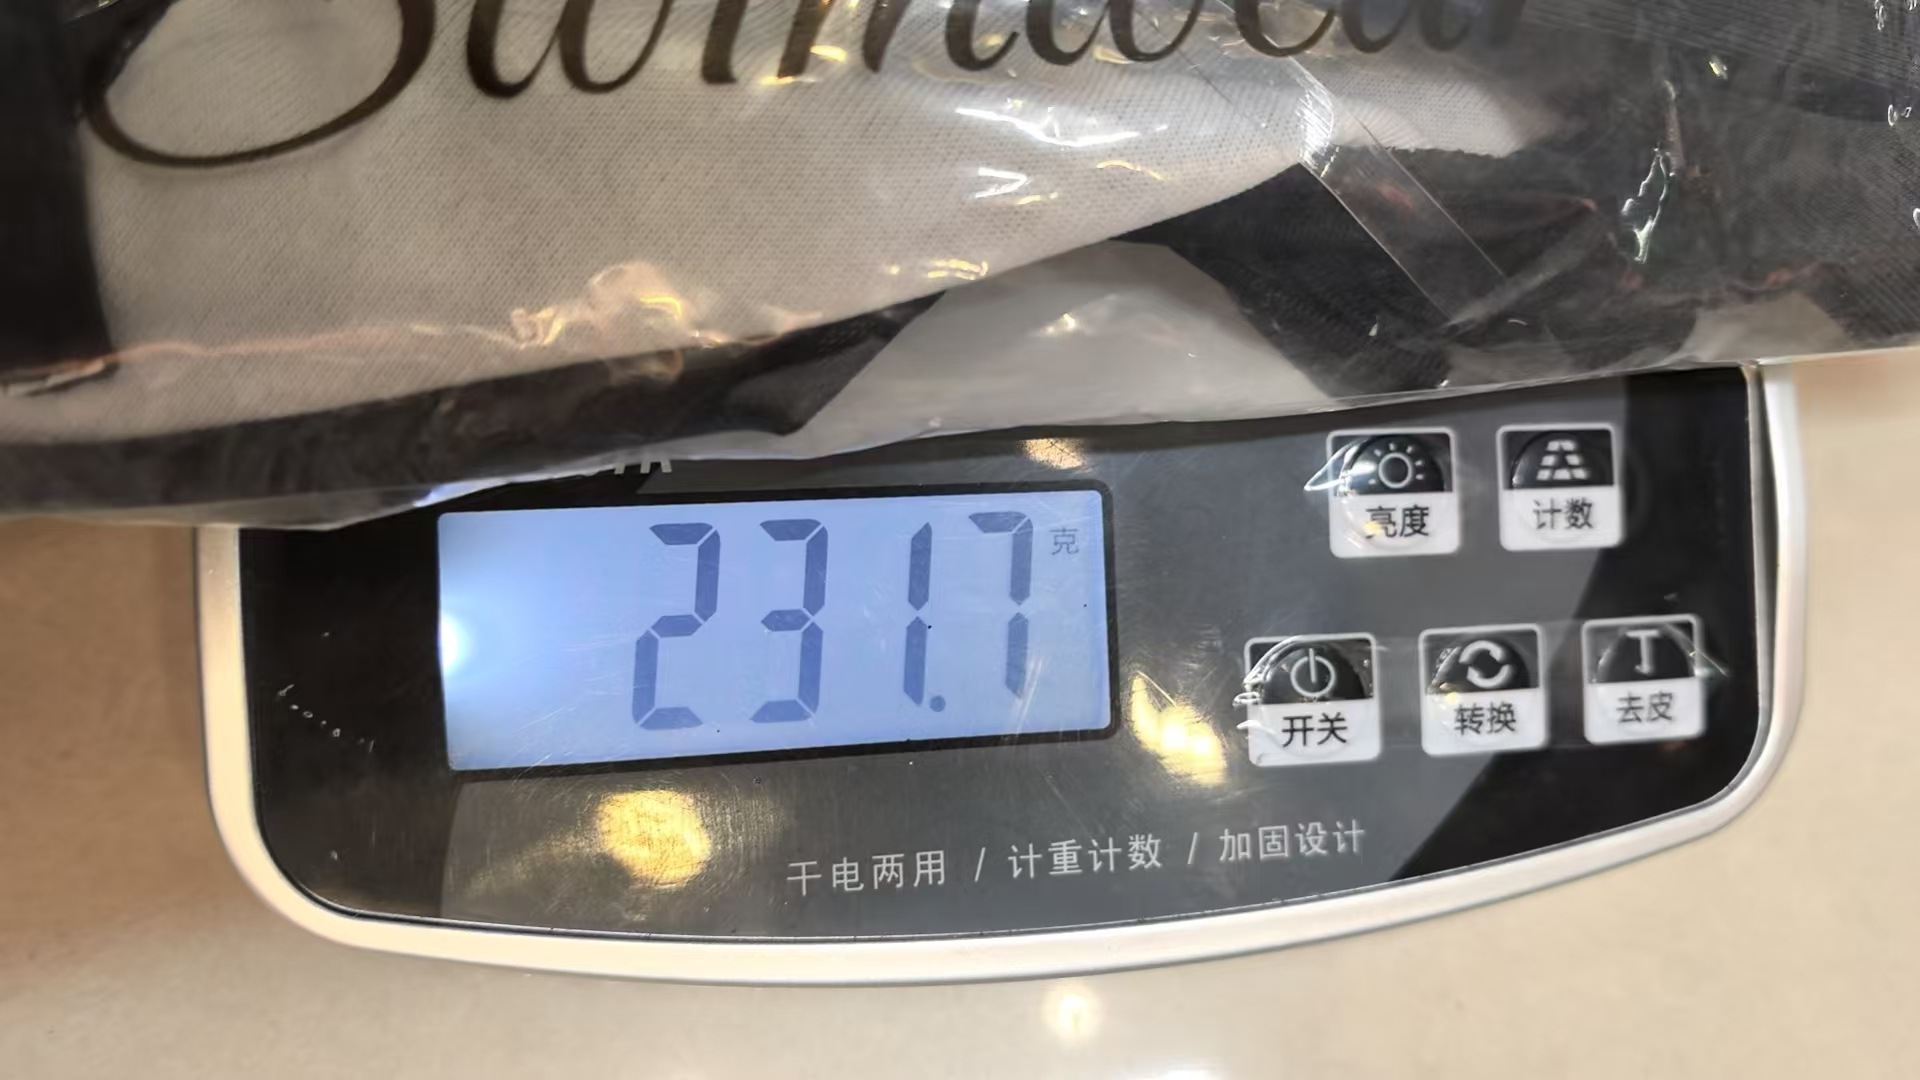 Swimwear
231.7 克
亮度
计数
开关
转换
去皮
干电两用 / 计重计数 / 加固设计